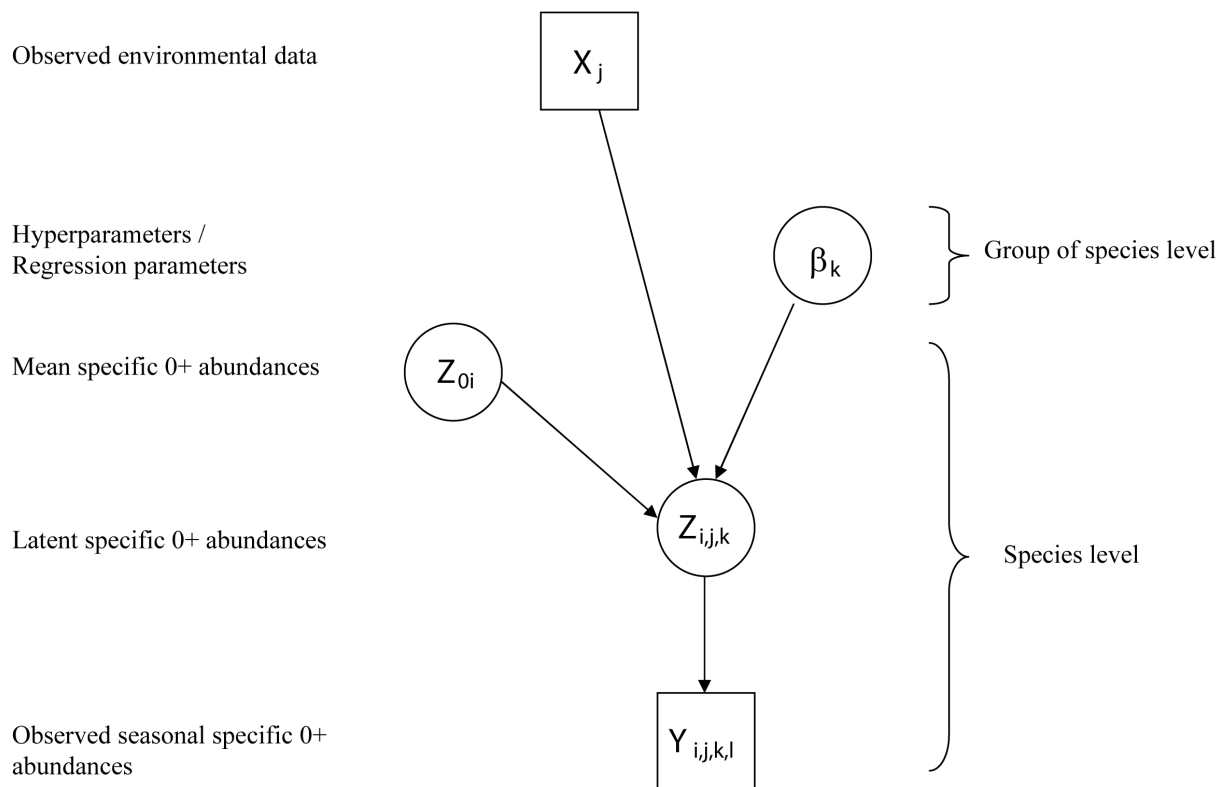 Observed environmental data
X j
Hyperparameters /
Regression parameters
β k
Group of species level
Mean specific 0+ abundances
Z 0i
Latent specific 0+ abundances
Z i,j,k
Species level
Observed seasonal specific 0+
abundances
Y i,j,k,l